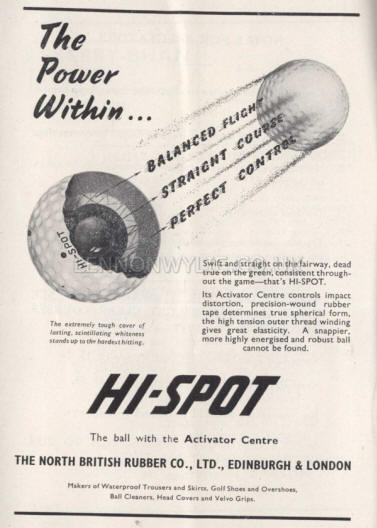 The
Power
Within...
BALANCED FLIGHT
STRAIGHT COURSE
PERFECT CONTROL
HI-SPOT
LENNONWYLIE.CO.UK
Swift and straight on the fairway, dead
true on the green, consistent through-
out the game—that's HI-SPOT.
Its Activator Centre controls impact
distortion, precision-wound rubber
tape determines true spherical form,
the high tension outer thread winding
gives great elasticity. A snappier,
more highly energised and robust ball
cannot be found.
The extremely tough cover of
lasting, scintillating whiteness
stands up to the hardest hitting.
HI-SPOT
The ball with the Activator Centre
THE NORTH BRITISH RUBBER CO., LTD., EDINBURGH & LONDON
Makers of Waterproof Trousers and Skirts, Golf Shoes and Overshoes,
Ball Cleaners, Head Covers and Velvo Grips.